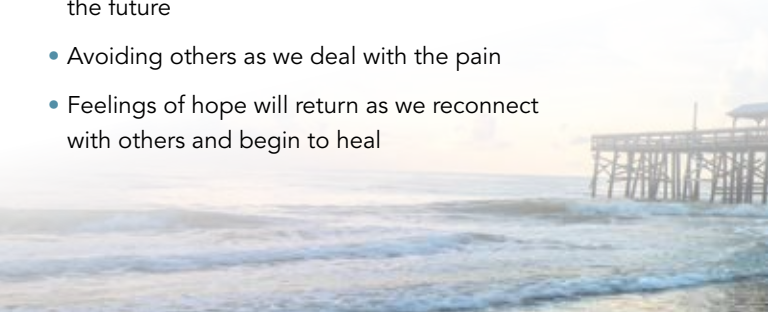 the future
• Avoiding others as we deal with the pain
• Feelings of hope will return as we reconnect
with others and begin to heal